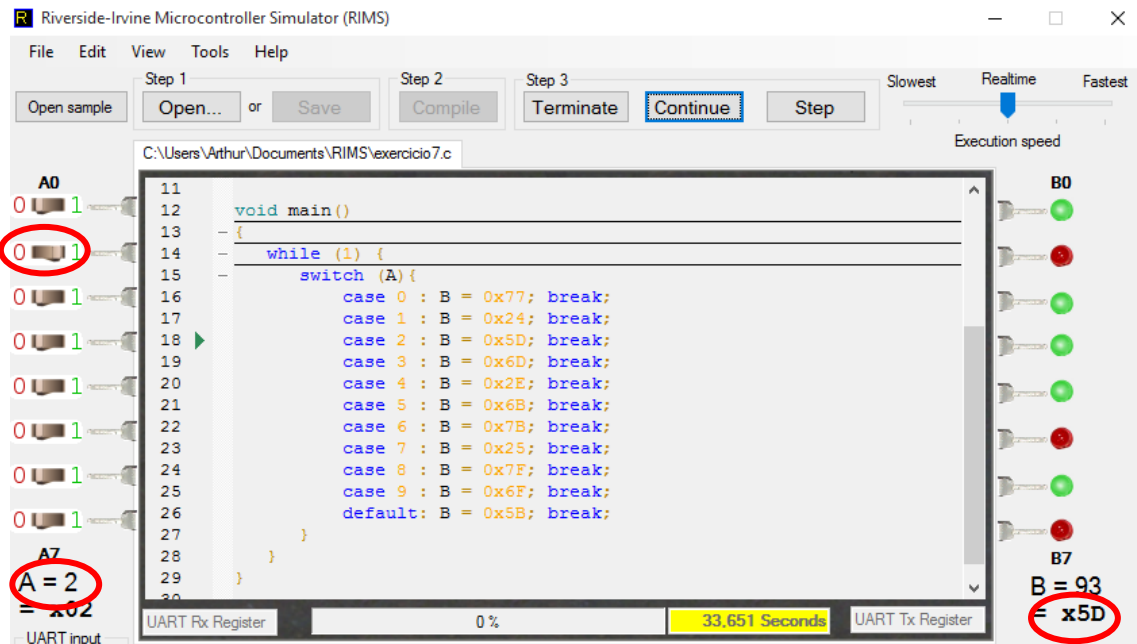 Riverside-Irvine Microcontroller Simulator (RIMS)
File Edit View Tools Help
Step 1 Step 2 Step 3 Slowest Realtime Fastest
Open sample Open... or Save Compile Terminate Continue Step
Execution speed
C:\Users\Arthur\Documents\RIMS\exercicio7.c
A0 B0
0 1
0 1
0 1
0 1
0 1
0 1
0 1
0 1
11
12 void main()
13 {
14 while (1) {
15 switch (A){
16 case 0 : B = 0x77; break;
17 case 1 : B = 0x24; break;
18 case 2 : B = 0x5D; break;
19 case 3 : B = 0x6D; break;
20 case 4 : B = 0x2E; break;
21 case 5 : B = 0x6B; break;
22 case 6 : B = 0x7B; break;
23 case 7 : B = 0x25; break;
24 case 8 : B = 0x7F; break;
25 case 9 : B = 0x6F; break;
26 default: B = 0x5B; break;
27 }
28 }
29 }
30
A7 B7
A = 2 B = 93
= x02 = x5D
UART Rx Register 0 % 33,651 Seconds UART Tx Register
UART input